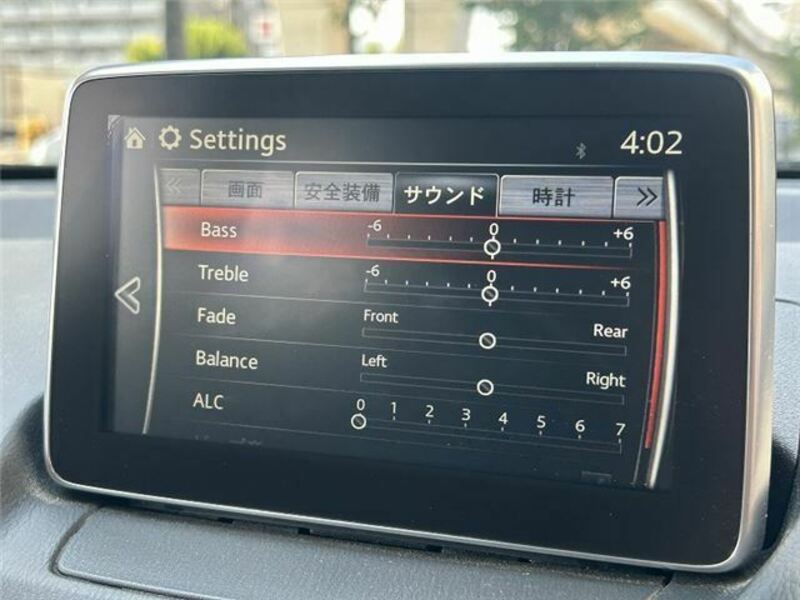 Settings 4:02
画面 安全装備 サウンド 時計
Bass -6 0 +6
Treble -6 0 +6
Fade Front Rear
Balance Left Right
ALC 0 1 2 3 4 5 6 7